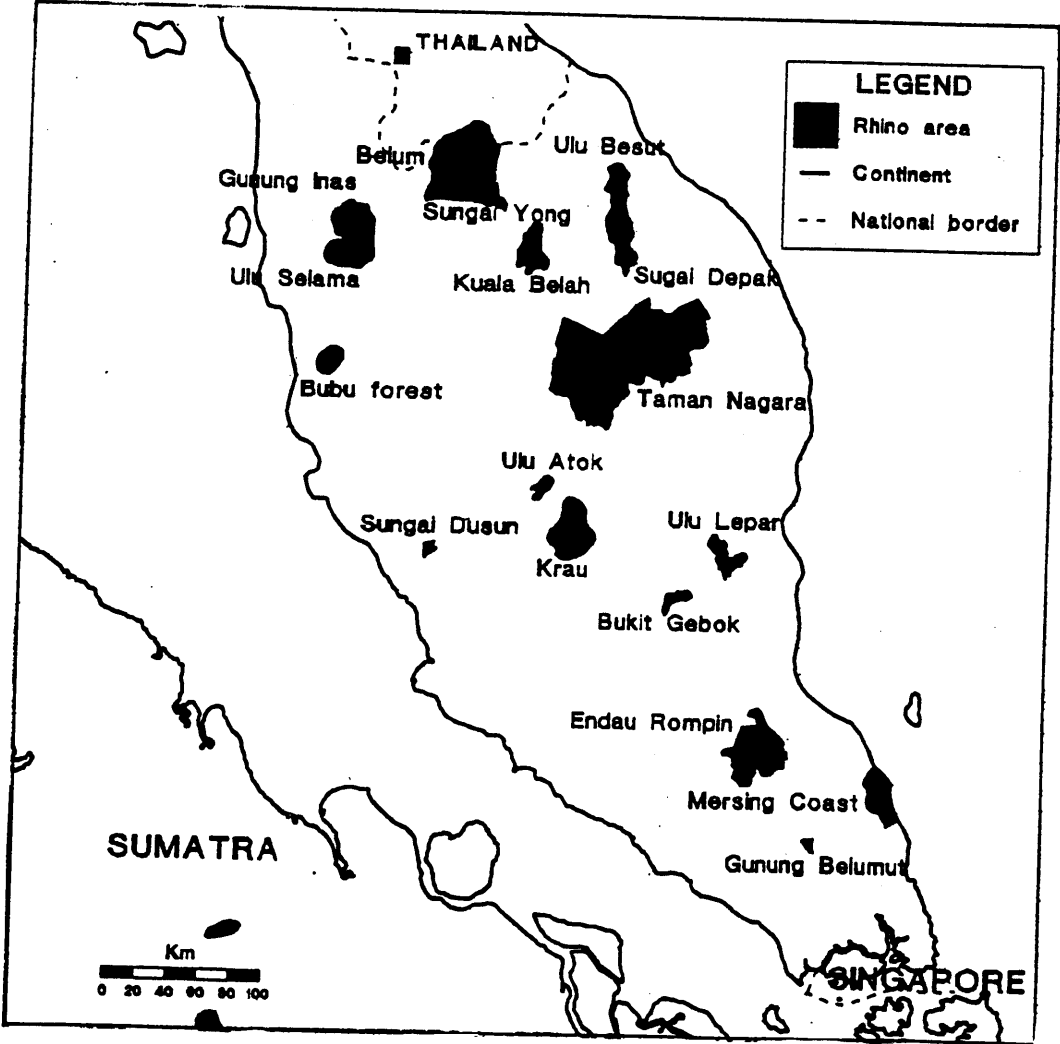 THAILAND
LEGEND
Rhino area
Continent
National border
Belum
Ulu Besut
Gunung Inas
Sungai Yong
Ulu Selama
Kuala Belah
Sugai Depak
Bubu forest
Taman Nagara
Ulu Atok
Sungai Dusun
Ulu Lepar
Krau
Bukit Gebok
Endau Rompin
Mersing Coast
SUMATRA
Gunung Belumut
Km
0 20 40 60 80 100
SINGAPORE